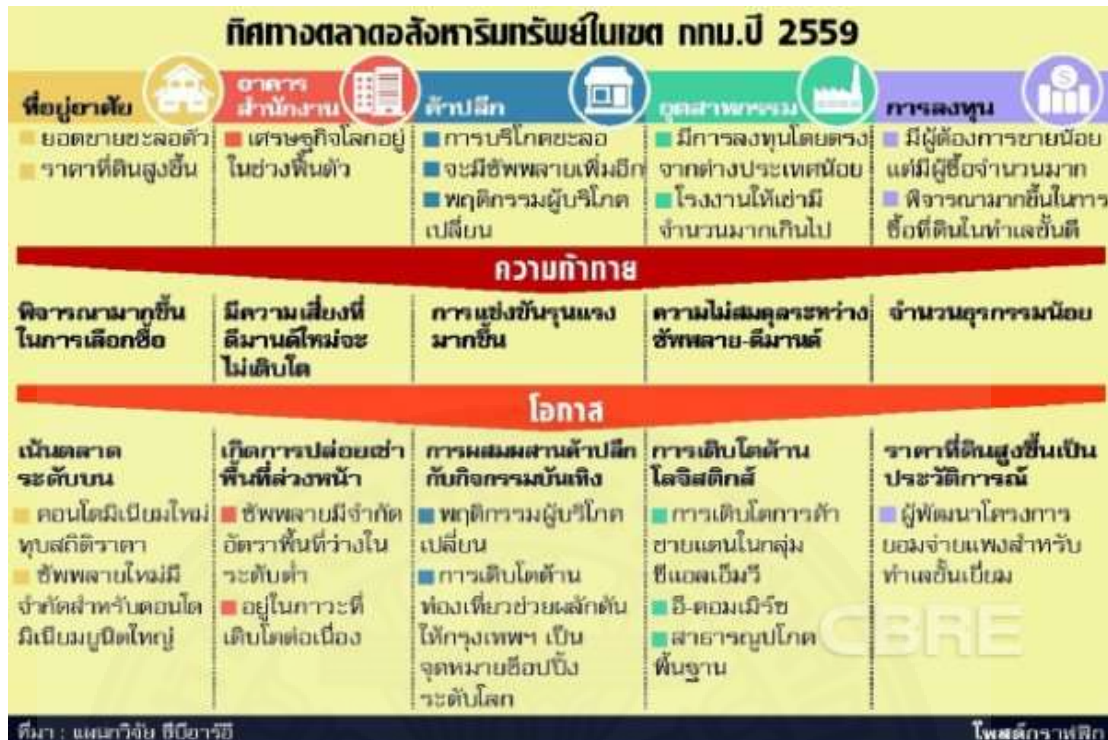 ทิศทางตลาดอสังหาริมทรัพย์ในเขต กทม.ปี 2559
ที่อยู่อาศัย
ยอดขายชะลอตัว
ราคาที่ดินสูงขึ้น
อาคาร
สำนักงาน
เศรษฐกิจโลกอยู่
ในช่วงฟื้นตัว
ค้าปลีก
การบริโภคชะลอ
จะมีซัพพลายเพิ่มอีก
พฤติกรรมผู้บริโภค
เปลี่ยน
อุตสาหกรรม
มีการลงทุนโดยตรง
จากต่างประเทศน้อย
โรงงานให้เช่ามี
จำนวนมากเกินไป
การลงทุน
มีผู้ต้องการขายน้อย
แต่มีผู้ซื้อจำนวนมาก
พิจารณามากขึ้นในการ
ซื้อที่ดินในทำเลชั้นดี
ความท้าทาย
พิจารณามากขึ้น
ในการเลือกซื้อ
มีความเสี่ยงที่
ดีมานด์ใหม่จะ
ไม่เติบโต
การแข่งขันรุนแรง
มากขึ้น
ความไม่สมดุลระหว่าง
ซัพพลาย-ดีมานด์
จำนวนธุรกรรมน้อย
โอกาส
เน้นตลาด
ระดับบน
คอนโดมิเนียมใหม่
ทุบสถิติราคา
ซัพพลายใหม่มี
จำกัดสำหรับคอนโด
มิเนียมยูนิตใหญ่
เกิดการปล่อยเช่า
พื้นที่ล่วงหน้า
ซัพพลายมีจำกัด
อัตราพื้นที่ว่างใน
ระดับต่ำ
อยู่ในภาวะที่
เติบโตต่อเนื่อง
การผสมผสานค้าปลีก
กับกิจกรรมบันเทิง
พฤติกรรมผู้บริโภค
เปลี่ยน
การเติบโตด้าน
ท่องเที่ยวช่วยผลักดัน
ให้กรุงเทพฯ เป็น
จุดหมายช็อปปิ้ง
ระดับโลก
การเติบโตด้าน
โลจิสติกส์
การเติบโตการค้า
ชายแดนในกลุ่ม
ซีแอลเอ็มวี
อี-คอมเมิร์ซ
สาธารณูปโภค
พื้นฐาน
ราคาที่ดินสูงขึ้นเป็น
ประวัติการณ์
ผู้พัฒนาโครงการ
ยอมจ่ายแพงสำหรับ
ทำเลชั้นเยี่ยม
CBRE
ที่มา : แผนกวิจัย ซีบีอาร์อี
โพสต์กราฟฟิก